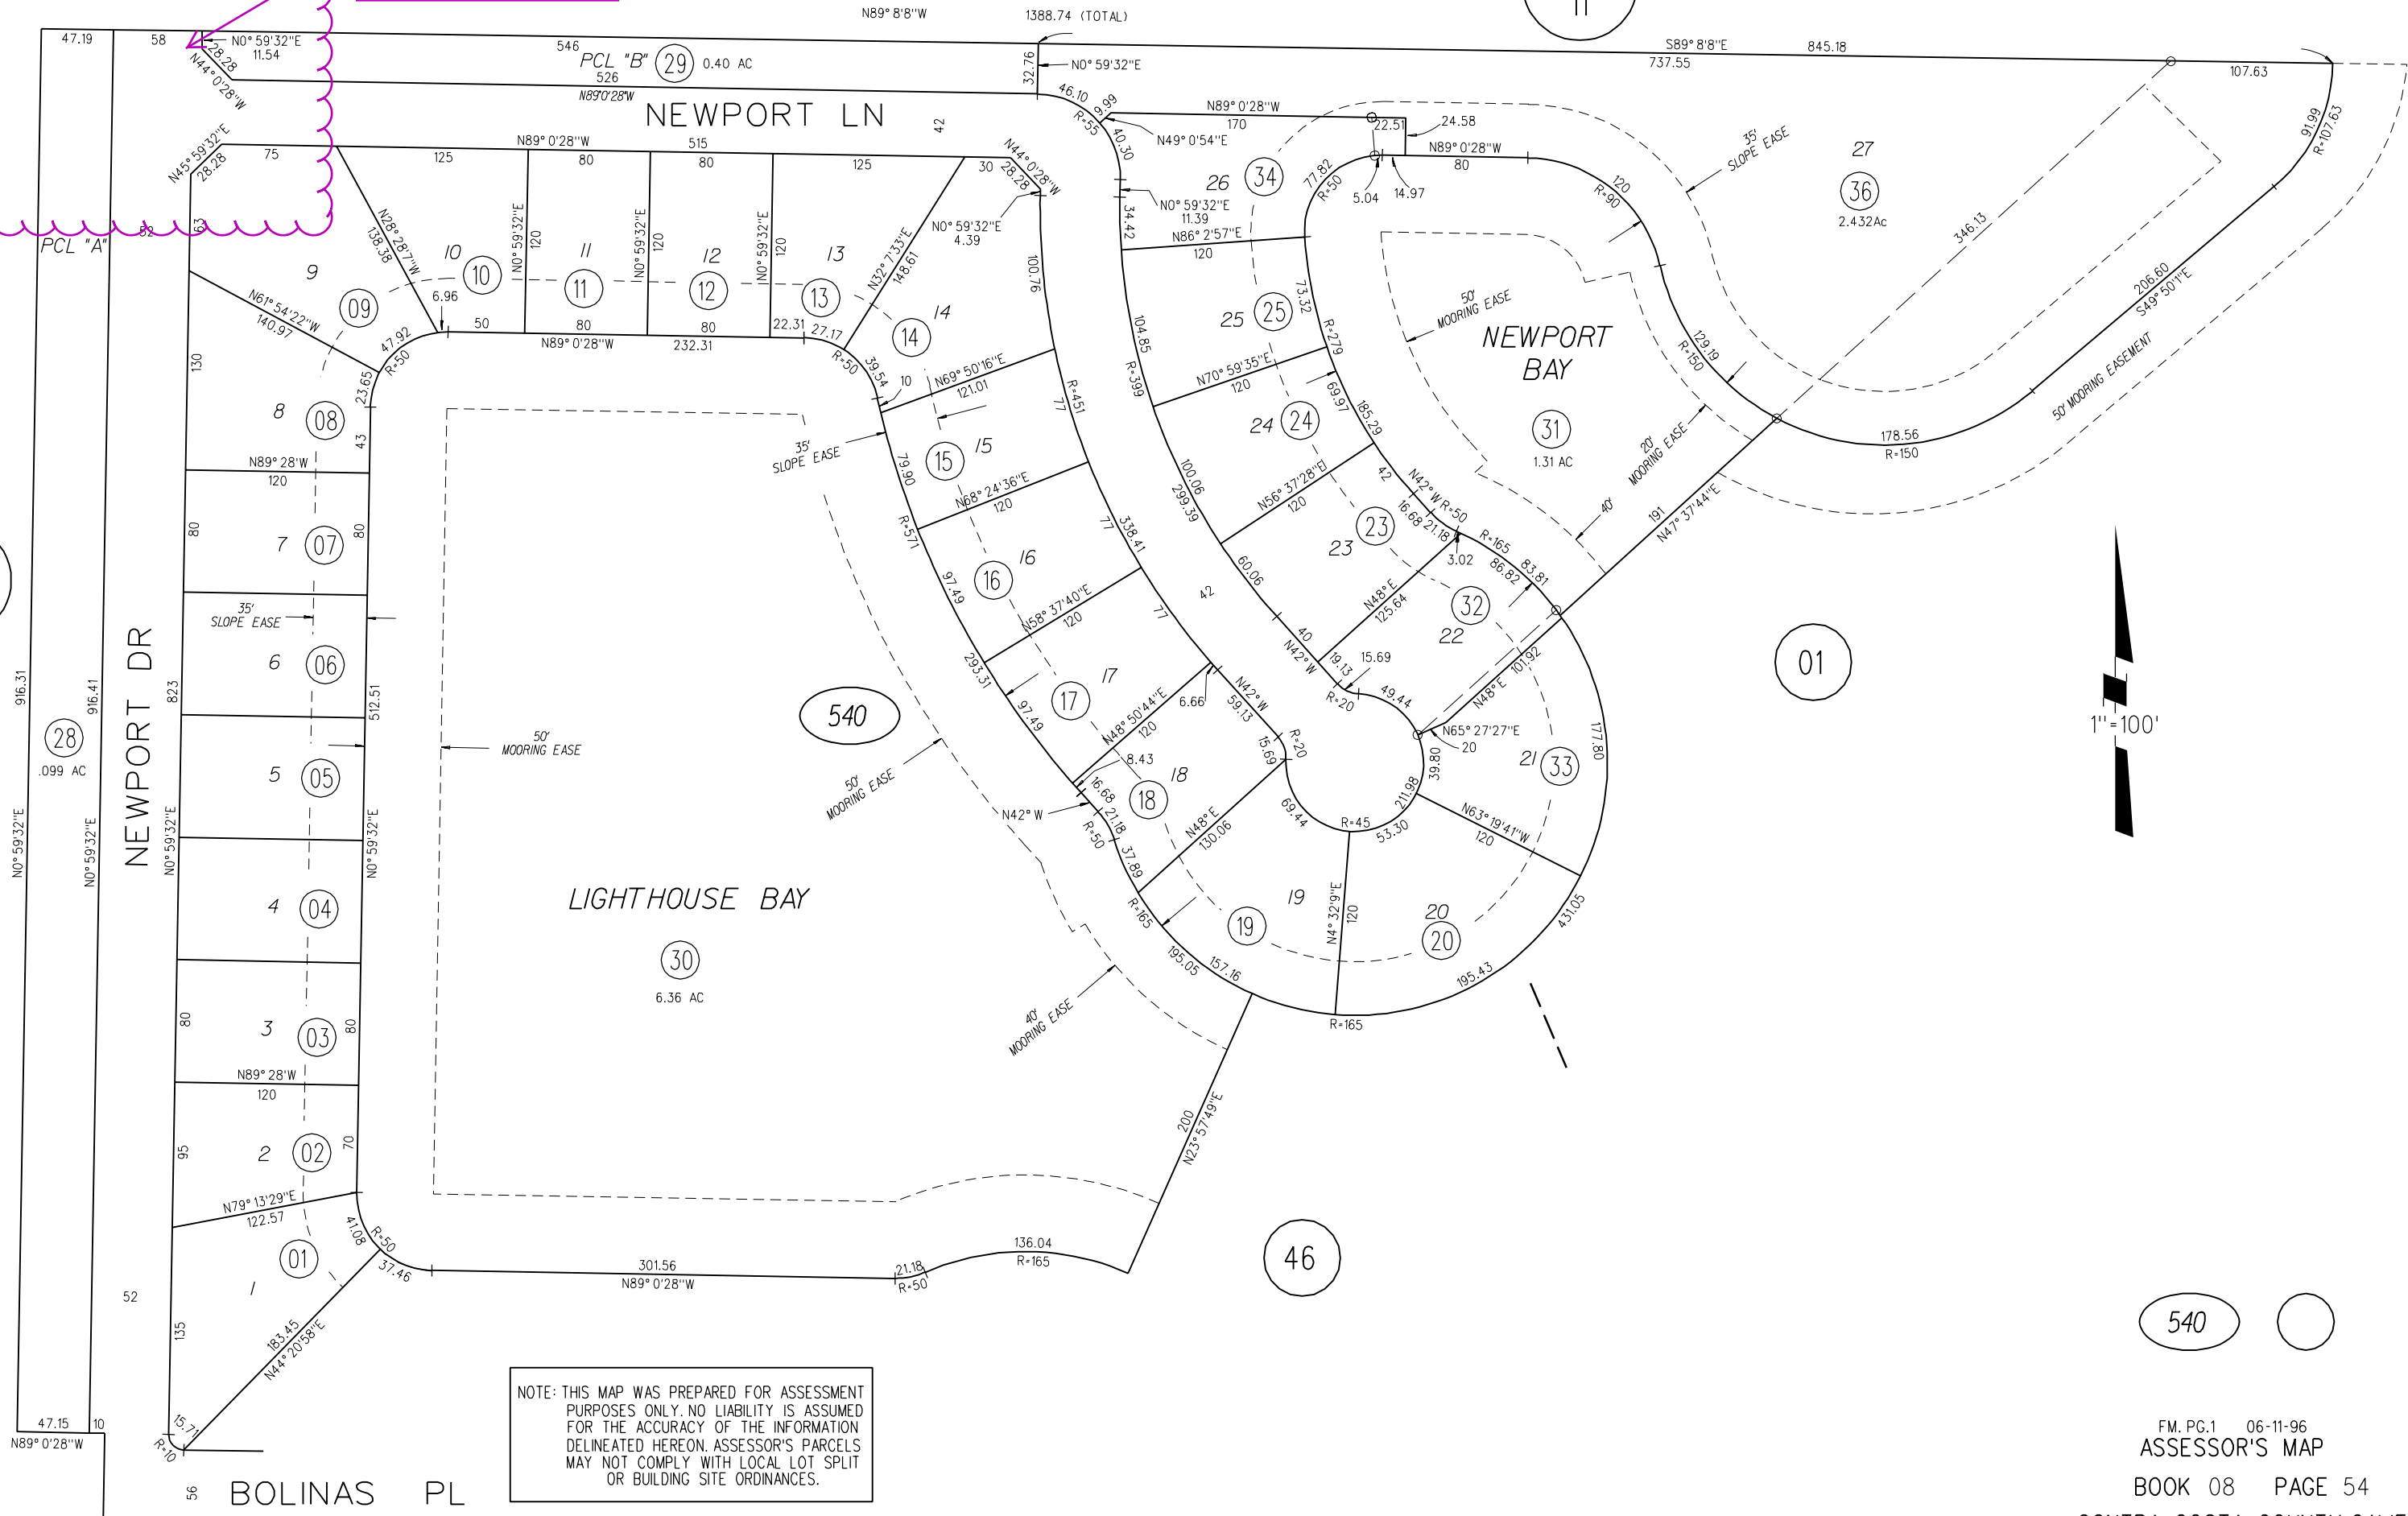 N89° 8'8"W
1388.74 (TOTAL)
11
47.19
58
N0° 59'32"E
11.54
28.28
N44° 0'28"W
546
PCL "B" 29 0.40 AC
526
N89°0'28"W
NEWPORT LN
32.76
N0° 59'32"E
S89° 8'8"E
845.18
737.55
107.63
46.10
R=55
9.99
N49° 0'54"E
40.30
N89° 0'28"W
170
22.51
24.58
N89° 0'28"W
80
5.04
14.97
77.82
R=50
120
R=90
35'
SLOPE EASE
27
36
2.432Ac
346.13
91.99
R=107.63
206.60
S49° 50'1"E
50' MOORING EASEMENT
N45° 59'32"E
28.28
75
N89° 0'28"W
515
125
80
80
125
30
42
N44° 0'28"W
28.28
N0° 59'32"E
4.39
N0° 59'32"E
11.39
34.42
26
34
N86° 2'57"E
120
63
52
PCL "A"
9
09
N28° 28'7"W
138.38
10
10
N0° 59'32"E
120
11
11
N0° 59'32"E
120
12
12
N0° 59'32"E
120
13
13
N32° 7'33"E
148.61
14
14
100.76
N61° 54'22"W
140.97
6.96
47.92
R=50
50
80
80
22.31
27.17
N89° 0'28"W
232.31
R=50
39.54
10
N69° 50'16"E
121.01
R=451
77
104.85
R=399
25
25
73.32
R=279
N70° 59'35"E
120
69.97
185.29
50'
MOORING EASE
NEWPORT
BAY
31
1.31 AC
129.19
R=150
178.56
R=150
20'
MOORING EASE
40'
191
N47° 37'44"E
130
8
08
23.65
43
N89° 28'W
120
35'
SLOPE EASE
15
15
79.90
N68° 24'36"E
120
R=571
24
24
100.06
299.39
N56° 37'28"E
120
42
N42° W
16.68
R=50
21.18
3.02
R=165
86.82
83.81
80
7
07
80
77
338.41
16
16
97.49
N58° 37'40"E
120
77
42
60.06
23
23
N48° E
125.64
32
22
35'
SLOPE EASE
6
06
823
512.51
293.31
17
17
97.49
N48° 50'44"E
120
6.66
N42° W
59.13
40
N42° W
19.13
15.69
R=20
49.44
101.92
N48° E
N65° 27'27"E
20
39.80
21
33
177.80
01
1"=100'
NEWPORT DR
916.31
916.41
28
.099 AC
540
5
05
50'
MOORING EASE
50'
MOORING EASE
8.43
16.68
N42° W
21.18
R=50
18
18
15.69
R=20
N48° E
130.06
69.44
R=45
53.30
211.98
N63° 19'41"W
120
N0° 59'32"E
N0° 59'32"E
N0° 59'32"E
N0° 59'32"E
4
04
LIGHTHOUSE BAY
30
6.36 AC
37.89
R=165
19
19
N4° 32'9"E
120
20
20
431.05
195.05
157.16
195.43
R=165
40'
MOORING EASE
80
3
03
80
N89° 28'W
120
95
2
02
70
N79° 13'29"E
122.57
200
N23° 57'49"E
41.08
R=50
37.46
01
1
301.56
N89° 0'28"W
21.18
R=50
136.04
R=165
46
52
135
183.45
N44° 20'58"E
540
47.15
10
N89° 0'28"W
15.71
R=10
56
BOLINAS PL
NOTE: THIS MAP WAS PREPARED FOR ASSESSMENT
PURPOSES ONLY. NO LIABILITY IS ASSUMED
FOR THE ACCURACY OF THE INFORMATION
DELINEATED HEREON. ASSESSOR'S PARCELS
MAY NOT COMPLY WITH LOCAL LOT SPLIT
OR BUILDING SITE ORDINANCES.
FM. PG.1 06-11-96
ASSESSOR'S MAP
BOOK 08 PAGE 54